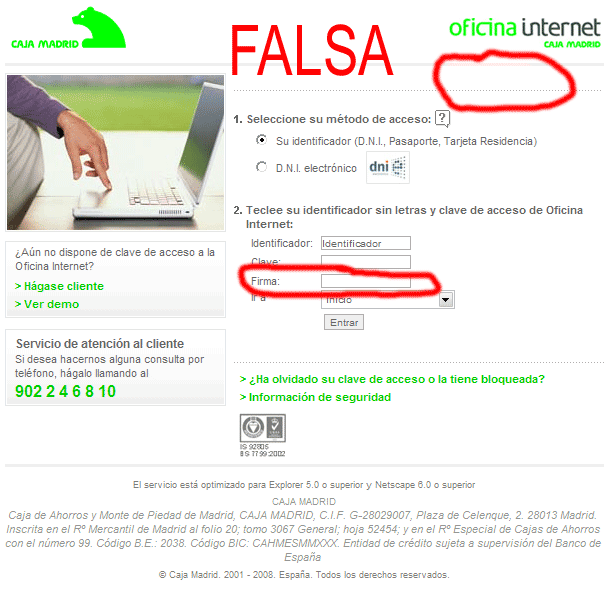 CAJA MADRID
FALSA
oficina internet
CAJA MADRID
1. Seleccione su método de acceso: ?
Su identificador (D.N.I., Pasaporte, Tarjeta Residencia)
D.N.I. electrónico
dni
2. Teclee su identificador sin letras y clave de acceso de Oficina
Internet:
Identificador: Identificador
Clave:
Firma:
Ir a Inicio
Entrar
¿Aún no dispone de clave de acceso a la
Oficina Internet?
> Hágase cliente
> Ver demo
Servicio de atención al cliente
Si desea hacernos alguna consulta por
teléfono, hágalo llamando al
902 2 4 6 8 10
> ¿Ha olvidado su clave de acceso o la tiene bloqueada?
> Información de seguridad
BS 7799:2002
El servicio está optimizado para Explorer 5.0 o superior y Netscape 6.0 o superior
CAJA MADRID
Caja de Ahorros y Monte de Piedad de Madrid, CAJA MADRID, C.I.F. G-28029007, Plaza de Celenque, 2. 28013 Madrid.
Inscrita en el Rº Mercantil de Madrid al folio 20; tomo 3067 General; hoja 52454; y en el Rº Especial de Cajas de Ahorros
con el número 99. Código B.E.: 2038. Código BIC: CAHMESMMXXX. Entidad de crédito sujeta a supervisión del Banco de
España
© Caja Madrid. 2001 - 2008. España. Todos los derechos reservados.